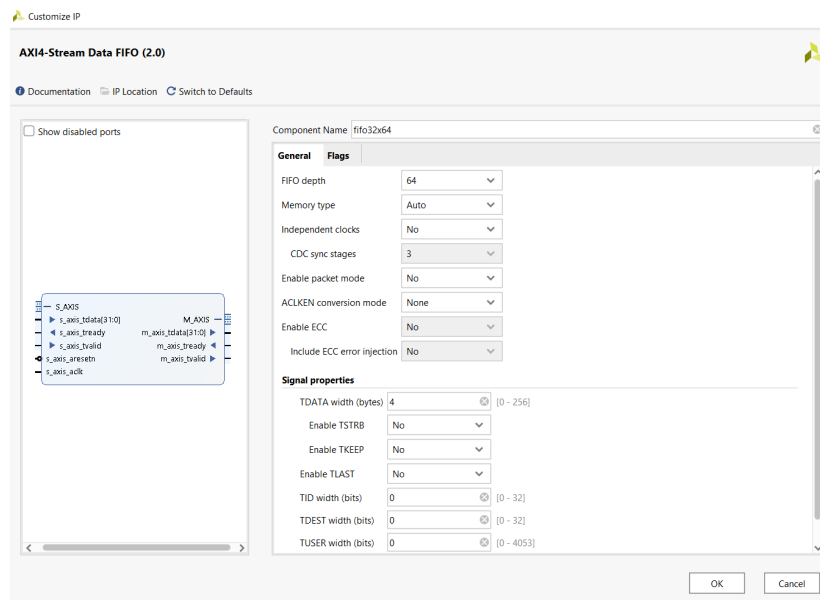 Customize IP
AXI4-Stream Data FIFO (2.0)
Documentation IP Location Switch to Defaults
Show disabled ports
Component Name fifo32x64
General Flags
FIFO depth 64
Memory type Auto
Independent clocks No
CDC sync stages 3
Enable packet mode No
ACLKEN conversion mode None
Enable ECC No
Include ECC error injection No
Signal properties
TDATA width (bytes) 4 [0 - 256]
Enable TSTRB No
Enable TKEEP No
Enable TLAST No
TID width (bits) 0 [0 - 32]
TDEST width (bits) 0 [0 - 32]
TUSER width (bits) 0 [0 - 4053]
S_AXIS
s_axis_tdata[31:0] M_AXIS
s_axis_tready m_axis_tdata[31:0]
s_axis_tvalid m_axis_tready
s_axis_aresetn m_axis_tvalid
s_axis_aclk
OK Cancel